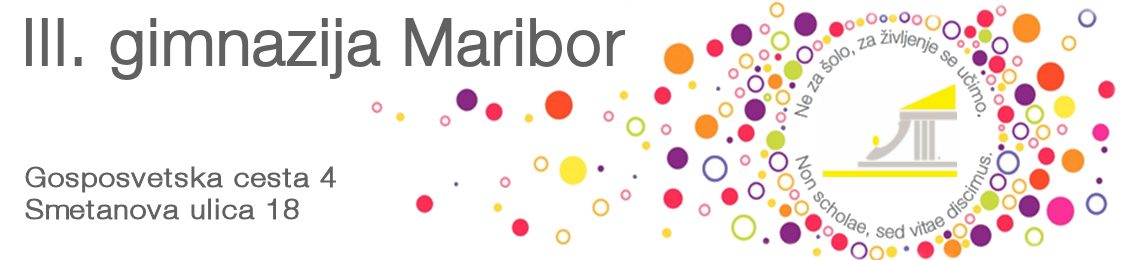 III. gimnazija Maribor
Gosposvetska cesta 4
Smetanova ulica 18
Ne za šolo, za življenje se učimo.
Non scholae, sed vitae discimus.